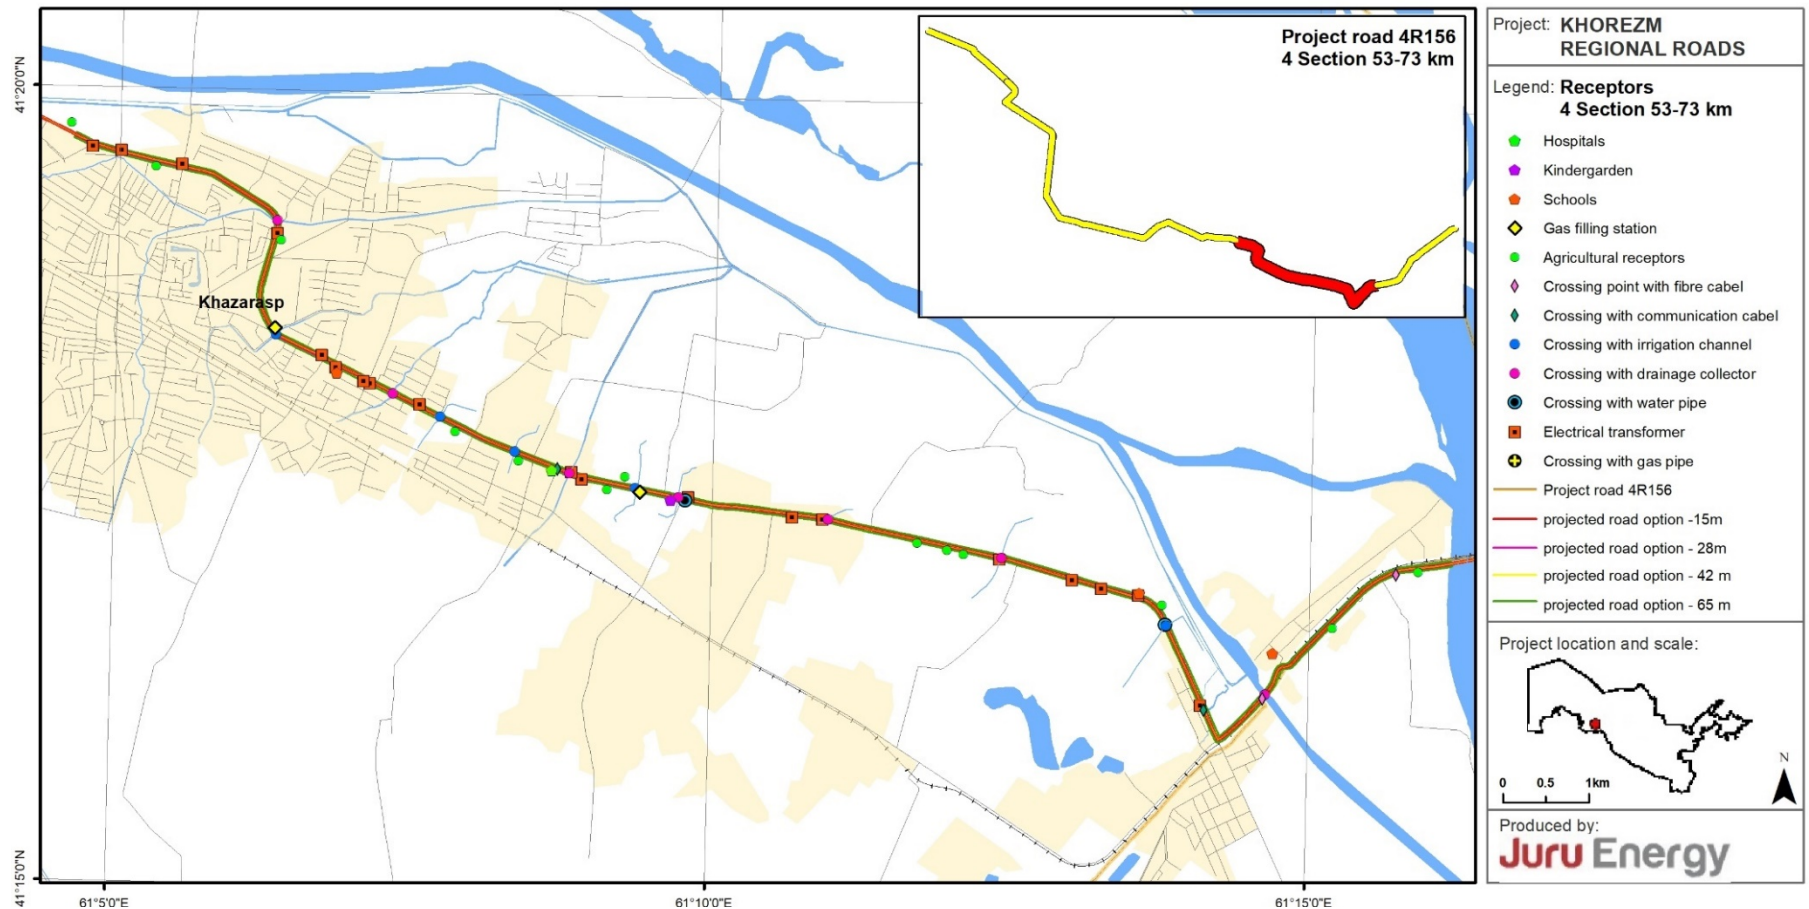 41°20'0"N
41°15'0"N
61°5'0"E
61°10'0"E
61°15'0"E
Khazarasp
Project road 4R156
4 Section 53-73 km
Project: KHOREZM
REGIONAL ROADS
Legend: Receptors
4 Section 53-73 km
Hospitals
Kindergarden
Schools
Gas filling station
Agricultural receptors
Crossing point with fibre cabel
Crossing with communication cabel
Crossing with irrigation channel
Crossing with drainage collector
Crossing with water pipe
Electrical transformer
Crossing with gas pipe
Project road 4R156
projected road option -15m
projected road option - 28m
projected road option - 42 m
projected road option - 65 m
Project location and scale:
N
0 0.5 1km
Produced by:
Juru Energy